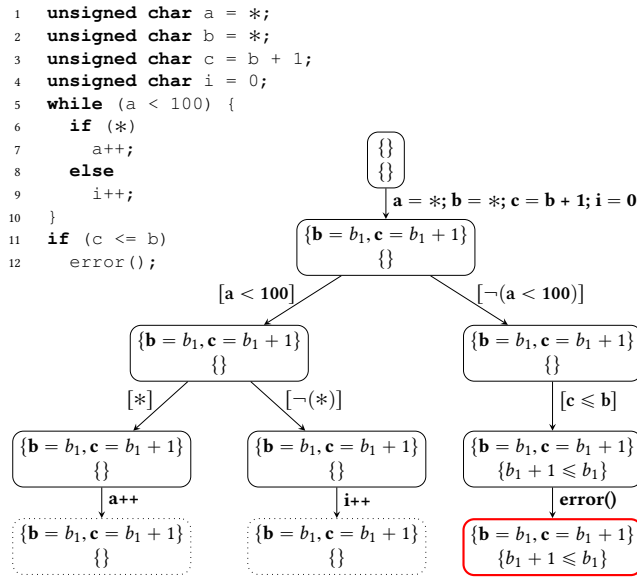 1 unsigned char a = *;
2 unsigned char b = *;
3 unsigned char c = b + 1;
4 unsigned char i = 0;
5 while (a < 100) {
6 if (*)
7 a++;
8 else
9 i++;
10 }
11 if (c <= b)
12 error();
{}
{}
a = *; b = *; c = b + 1; i = 0
{b = b₁, c = b₁ + 1}
{}
[a < 100] [¬(a < 100)]
{b = b₁, c = b₁ + 1} {b = b₁, c = b₁ + 1}
{} {}
[*] [¬(*)] [c ⩽ b]
{b = b₁, c = b₁ + 1} {b = b₁, c = b₁ + 1} {b = b₁, c = b₁ + 1}
{} {} {b₁ + 1 ⩽ b₁}
a++ i++ error()
{b = b₁, c = b₁ + 1} {b = b₁, c = b₁ + 1} {b = b₁, c = b₁ + 1}
{} {} {b₁ + 1 ⩽ b₁}